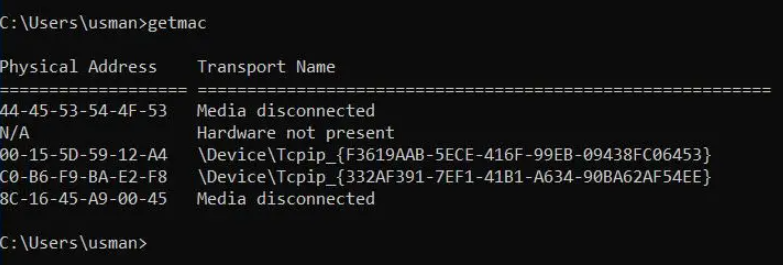 C:\Users\usman>getmac
Physical Address    Transport Name
=================== ==========================================================
44-45-53-54-4F-53   Media disconnected
N/A                 Hardware not present
00-15-5D-59-12-A4   \Device\Tcpip_{F3619AAB-5ECE-416F-99EB-09438FC06453}
C0-B6-F9-BA-E2-F8   \Device\Tcpip_{332AF391-7EF1-41B1-A634-90BA62AF54EE}
8C-16-45-A9-00-45   Media disconnected
C:\Users\usman>